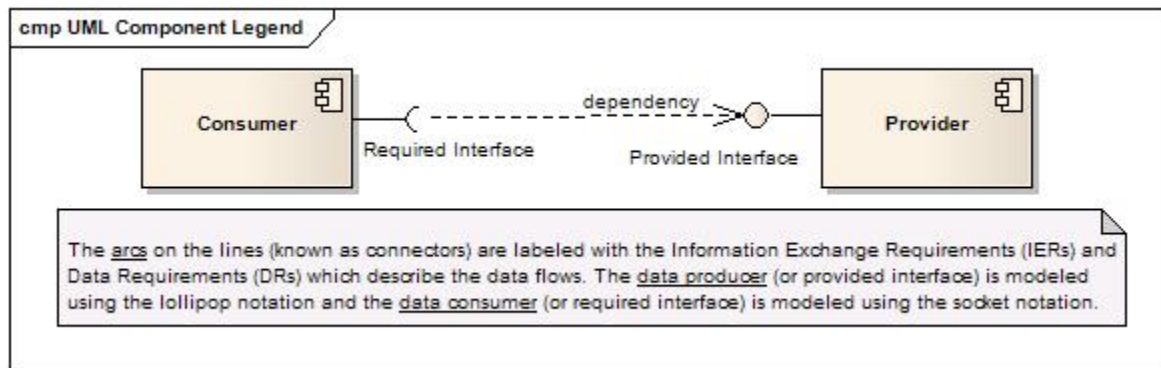 cmp UML Component Legend
Consumer
dependency
Provider
Required Interface
Provided Interface
The arcs on the lines (known as connectors) are labeled with the Information Exchange Requirements (IERs) and
Data Requirements (DRs) which describe the data flows. The data producer (or provided interface) is modeled
using the lollipop notation and the data consumer (or required interface) is modeled using the socket notation.